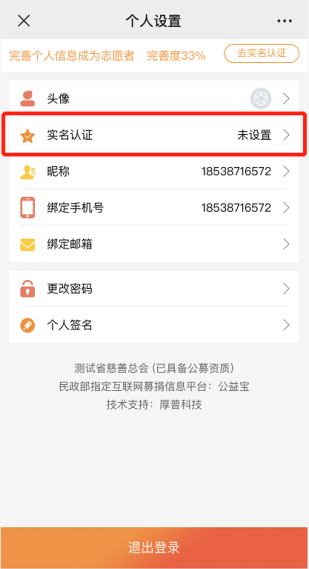 个人设置
完善个人信息成为志愿者 完善度33% 去实名认证
头像
实名认证 未设置
昵称 18538716572
绑定手机号 18538716572
绑定邮箱
更改密码
个人签名
测试省慈善总会 (已具备公募资质)
民政部指定互联网募捐信息平台：公益宝
技术支持：厚普科技
退出登录